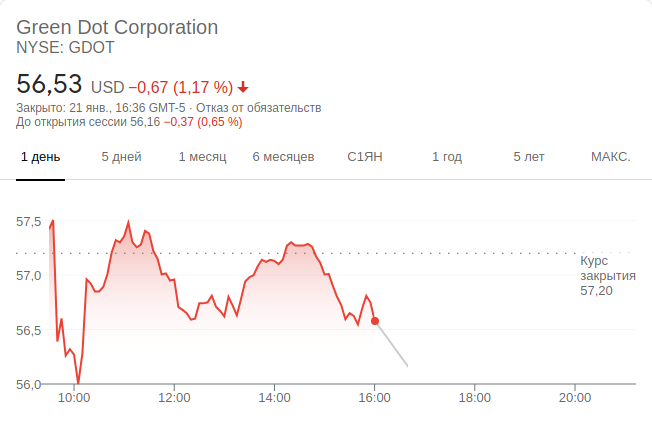 Green Dot Corporation
NYSE: GDOT
56,53 USD −0,67 (1,17 %)
Закрыто: 21 янв., 16:36 GMT-5 · Отказ от обязательств
До открытия сессии 56,16 −0,37 (0,65 %)
1 день 5 дней 1 месяц 6 месяцев С1ЯН 1 год 5 лет МАКС.
57,5
Курс
57,0 закрытия
57,20
56,5
56,0
10:00 12:00 14:00 16:00 18:00 20:00